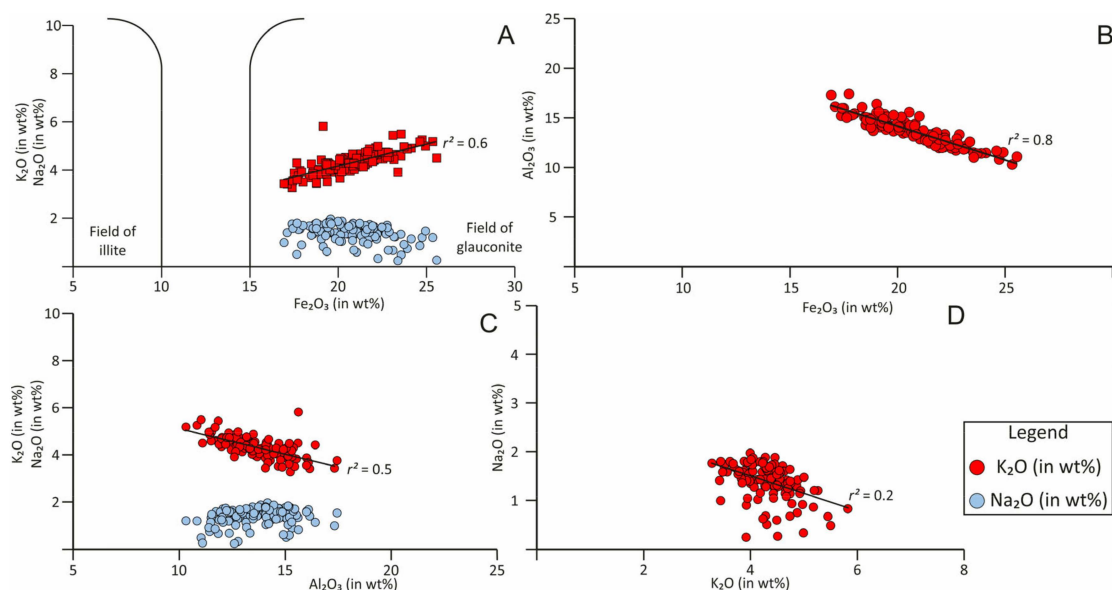 A
10
8
6
4
2
K₂O (in wt%)
Na₂O (in wt%)
r² = 0.6
Field of
illite
Field of
glauconite
10
15
20
25
30
Fe₂O₃ (in wt%)
B
25
20
15
10
5
Al₂O₃ (in wt%)
r² = 0.8
15
20
25
Fe₂O₃ (in wt%)
C
10
8
6
4
2
K₂O (in wt%)
Na₂O (in wt%)
r² = 0.5
5
10
15
20
25
Al₂O₃ (in wt%)
D
5
4
3
2
1
Na₂O (in wt%)
r² = 0.2
2
4
6
8
K₂O (in wt%)
Legend
K₂O (in wt%)
Na₂O (in wt%)